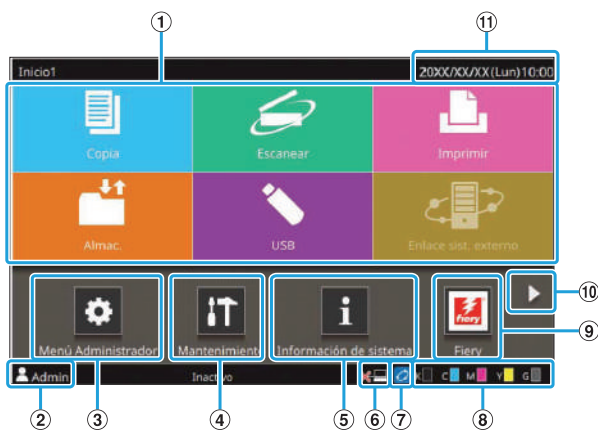 ① ⑪
Inicio1 20XX/XX/XX(Lun)10:00
Copia Escanear Imprimir
Almac. USB Enlace sist. externo
⑩
fiery
⑨
Menú Administrador Mantenimiento Información de sistema Fiery
Admin Inactivo K C M Y G
② ③ ④ ⑤ ⑥ ⑦ ⑧